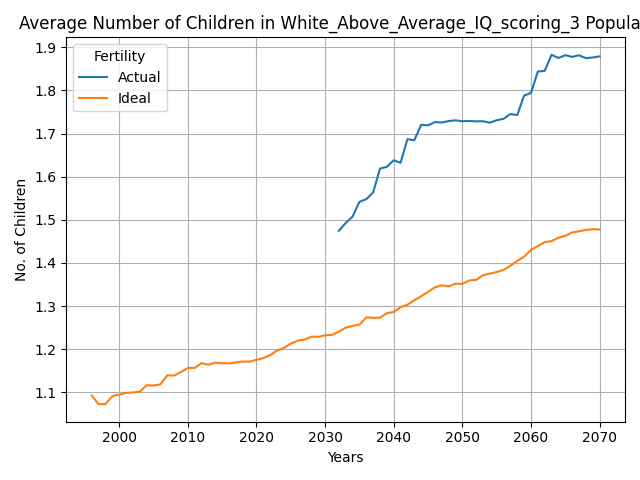 Average Number of Children in White_Above_Average_IQ_scoring_3 Popula
Fertility
Actual
Ideal
No. of Children
1.9
1.8
1.7
1.6
1.5
1.4
1.3
1.2
1.1
2000 2010 2020 2030 2040 2050 2060 2070
Years